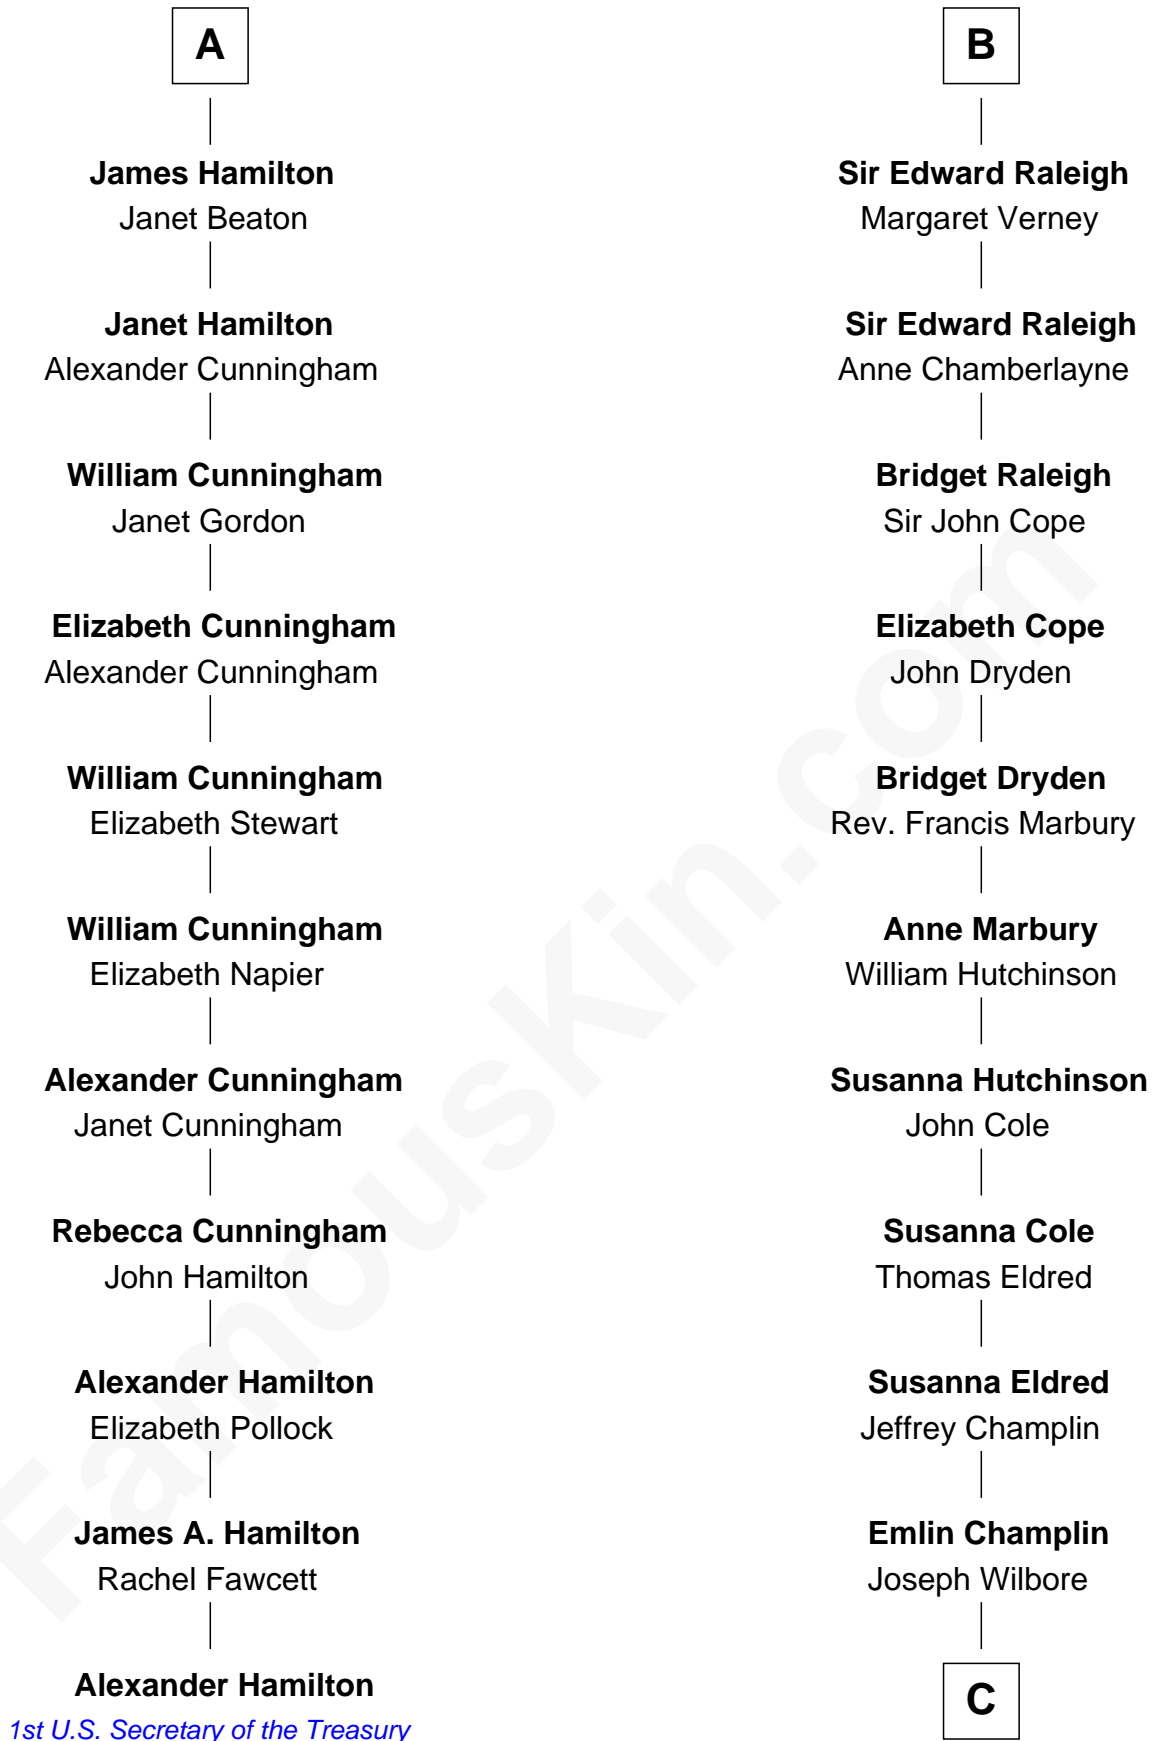 A
James Hamilton
Janet Beaton
Janet Hamilton
Alexander Cunningham
William Cunningham
Janet Gordon
Elizabeth Cunningham
Alexander Cunningham
William Cunningham
Elizabeth Stewart
William Cunningham
Elizabeth Napier
Alexander Cunningham
Janet Cunningham
Rebecca Cunningham
John Hamilton
Alexander Hamilton
Elizabeth Pollock
James A. Hamilton
Rachel Fawcett
Alexander Hamilton
1st U.S. Secretary of the Treasury
B
Sir Edward Raleigh
Margaret Verney
Sir Edward Raleigh
Anne Chamberlayne
Bridget Raleigh
Sir John Cope
Elizabeth Cope
John Dryden
Bridget Dryden
Rev. Francis Marbury
Anne Marbury
William Hutchinson
Susanna Hutchinson
John Cole
Susanna Cole
Thomas Eldred
Susanna Eldred
Jeffrey Champlin
Emlin Champlin
Joseph Wilbore
C
FamousKin.com